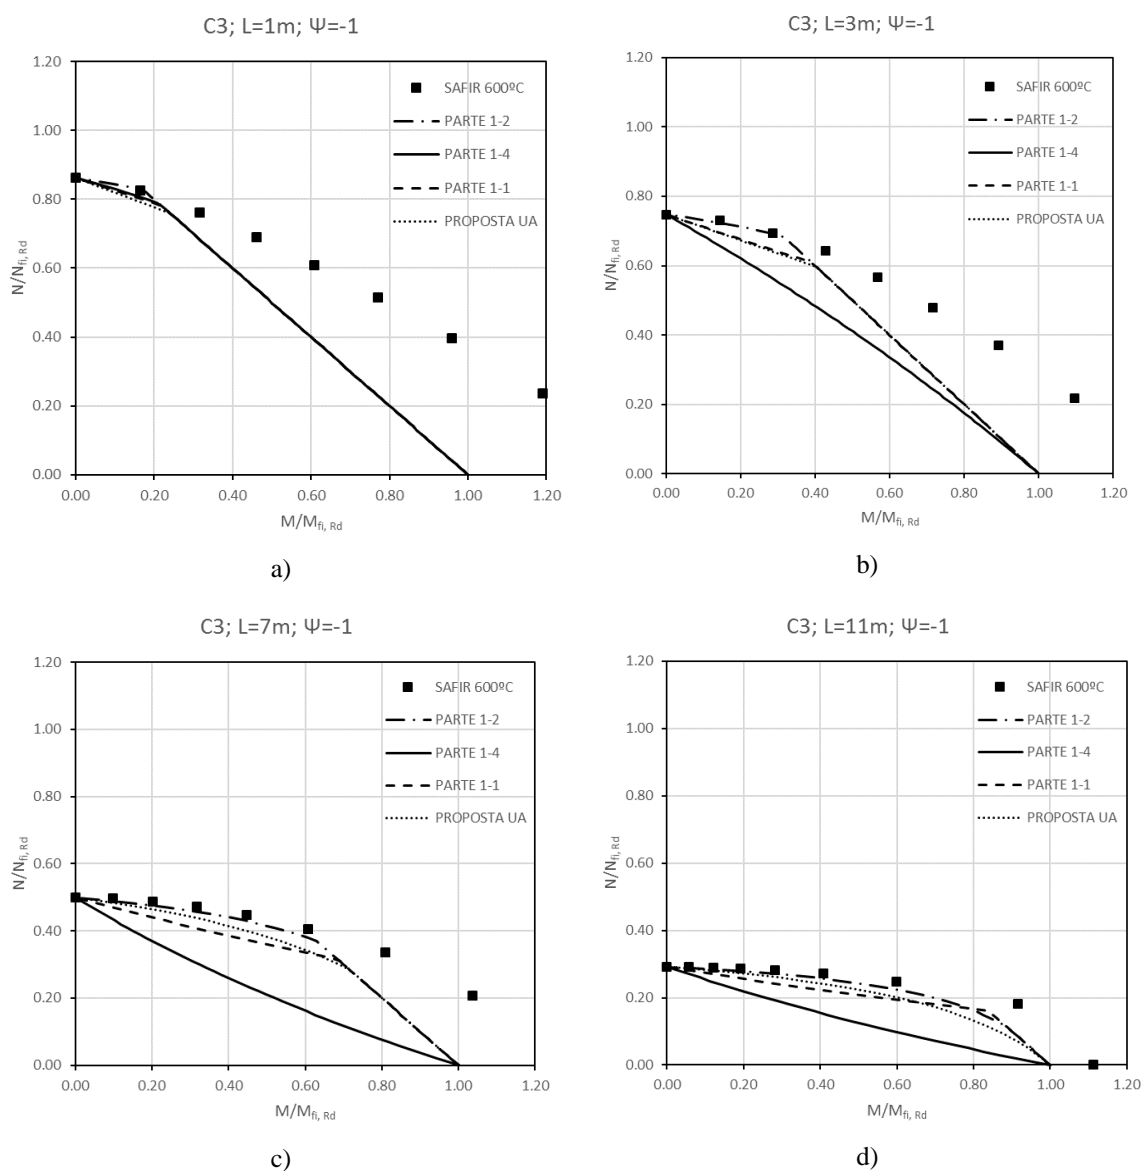 C3; L=1m; Ψ=-1
1.20
1.00
0.80
0.60
0.40
0.20
0.00
N/Nfi, Rd
SAFIR 600ºC
PARTE 1-2
PARTE 1-4
PARTE 1-1
PROPOSTA UA
0.00 0.20 0.40 0.60 0.80 1.00 1.20
M/Mfi, Rd
a)
C3; L=3m; Ψ=-1
1.20
1.00
0.80
0.60
0.40
0.20
0.00
N/Nfi, Rd
SAFIR 600ºC
PARTE 1-2
PARTE 1-4
PARTE 1-1
PROPOSTA UA
0.00 0.20 0.40 0.60 0.80 1.00 1.20
M/Mfi, Rd
b)
C3; L=7m; Ψ=-1
1.20
1.00
0.80
0.60
0.40
0.20
0.00
N/Nfi, Rd
SAFIR 600ºC
PARTE 1-2
PARTE 1-4
PARTE 1-1
PROPOSTA UA
0.00 0.20 0.40 0.60 0.80 1.00 1.20
M/Mfi, Rd
c)
C3; L=11m; Ψ=-1
1.20
1.00
0.80
0.60
0.40
0.20
0.00
N/Nfi, Rd
SAFIR 600ºC
PARTE 1-2
PARTE 1-4
PARTE 1-1
PROPOSTA UA
0.00 0.20 0.40 0.60 0.80 1.00 1.20
M/Mfi, Rd
d)